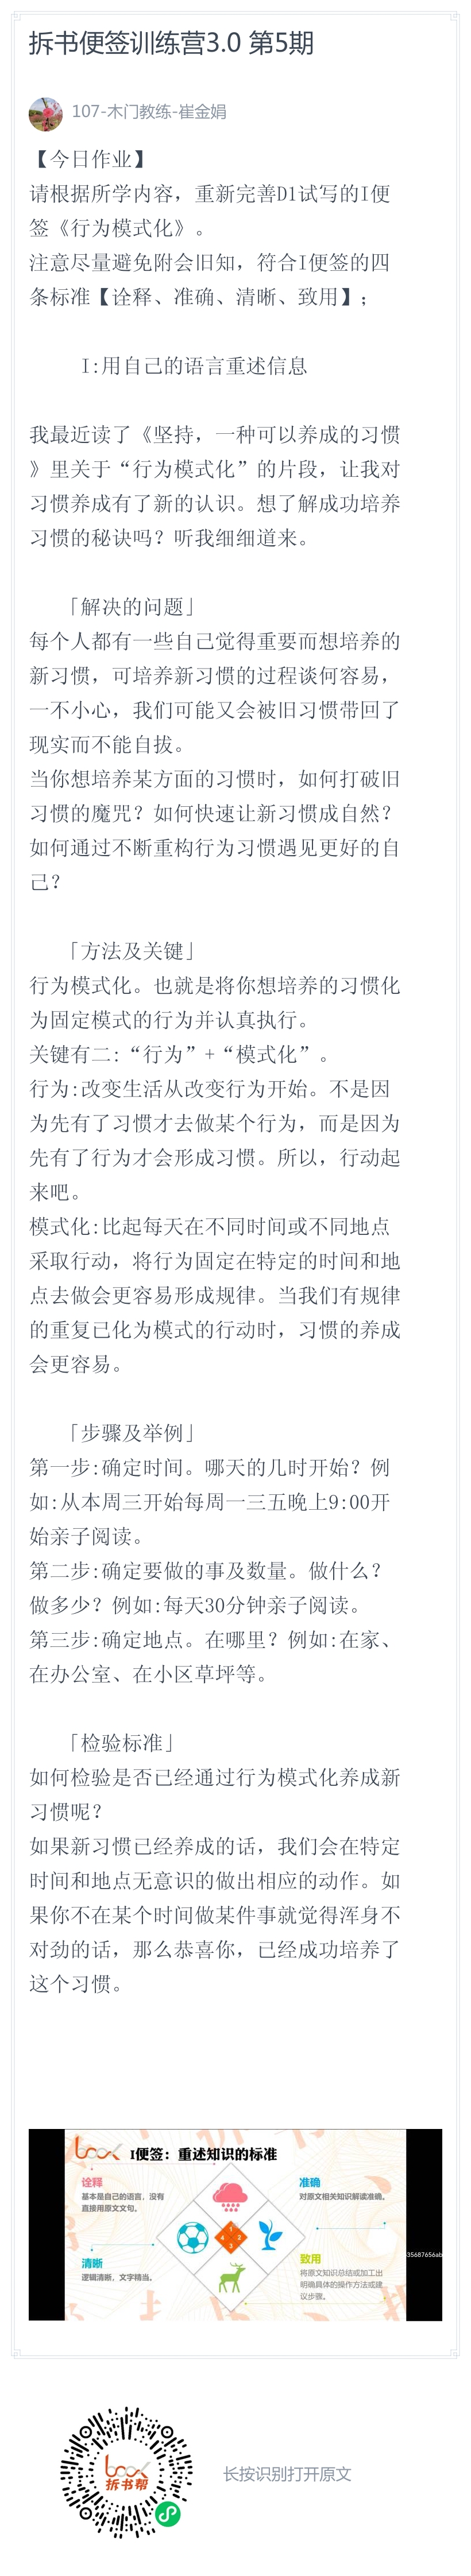 拆书便签训练营3.0 第5期
107-木门教练-崔金娟
【今日作业】
请根据所学内容，重新完善D1试写的I便
签《行为模式化》。
注意尽量避免附会旧知，符合I便签的四
条标准【诠释、准确、清晰、致用】；
I:用自己的语言重述信息
我最近读了《坚持，一种可以养成的习惯
》里关于“行为模式化”的片段，让我对
习惯养成有了新的认识。想了解成功培养
习惯的秘诀吗？听我细细道来。
「解决的问题」
每个人都有一些自己觉得重要而想培养的
新习惯，可培养新习惯的过程谈何容易，
一不小心，我们可能又会被旧习惯带回了
现实而不能自拔。
当你想培养某方面的习惯时，如何打破旧
习惯的魔咒？如何快速让新习惯成自然？
如何通过不断重构行为习惯遇见更好的自
己？
「方法及关键」
行为模式化。也就是将你想培养的习惯化
为固定模式的行为并认真执行。
关键有二:“行为”+“模式化”。
行为:改变生活从改变行为开始。不是因
为先有了习惯才去做某个行为，而是因为
先有了行为才会形成习惯。所以，行动起
来吧。
模式化:比起每天在不同时间或不同地点
采取行动，将行为固定在特定的时间和地
点去做会更容易形成规律。当我们有规律
的重复已化为模式的行动时，习惯的养成
会更容易。
「步骤及举例」
第一步:确定时间。哪天的几时开始？例
如:从本周三开始每周一三五晚上9:00开
始亲子阅读。
第二步:确定要做的事及数量。做什么？
做多少？例如:每天30分钟亲子阅读。
第三步:确定地点。在哪里？例如:在家、
在办公室、在小区草坪等。
「检验标准」
如何检验是否已经通过行为模式化养成新
习惯呢？
如果新习惯已经养成的话，我们会在特定
时间和地点无意识的做出相应的动作。如
果你不在某个时间做某件事就觉得浑身不
对劲的话，那么恭喜你，已经成功培养了
这个习惯。
book I便签：重述知识的标准
诠释
基本是自己的语言，没有
直接用原文文句。
准确
对原文相关知识解读准确。
1
4 2
3
清晰
逻辑清晰，文字精当。
致用
将原文知识总结或加工出
明确具体的操作方法或建
议步骤。
35687656ab
book
拆书帮
长按识别打开原文